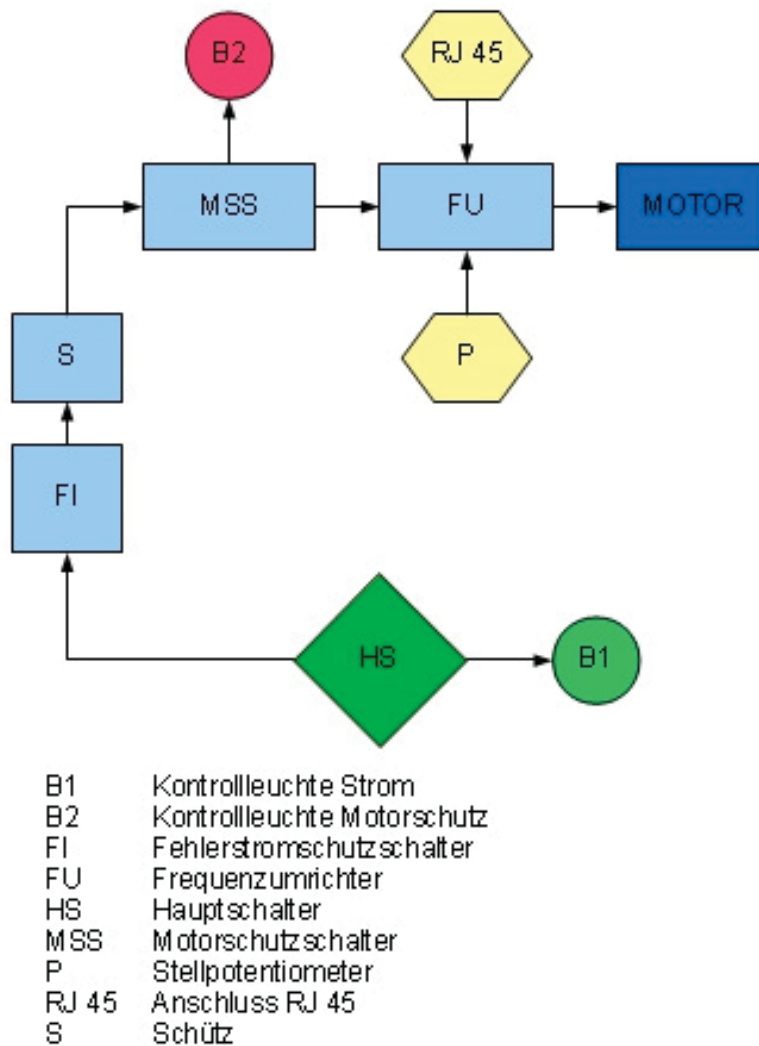 B2
RJ 45
MSS
FU
MOTOR
S
P
FI
HS
B1
B1 Kontrollleuchte Strom
B2 Kontrollleuchte Motorschutz
FI Fehlerstromschutzschalter
FU Frequenzumrichter
HS Hauptschalter
MSS Motorschutzschalter
P Stellpotentiometer
RJ 45 Anschluss RJ 45
S Schütz